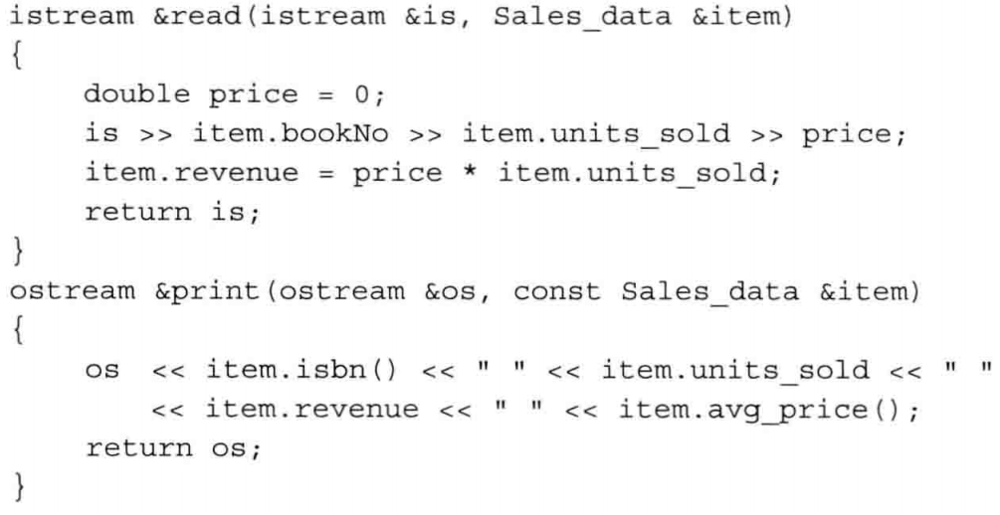 istream &read(istream &is, Sales_data &item)
{
    double price = 0;
    is >> item.bookNo >> item.units_sold >> price;
    item.revenue = price * item.units_sold;
    return is;
}
ostream &print(ostream &os, const Sales_data &item)
{
    os  << item.isbn() << " " << item.units_sold << " "
        << item.revenue << " " << item.avg_price();
    return os;
}